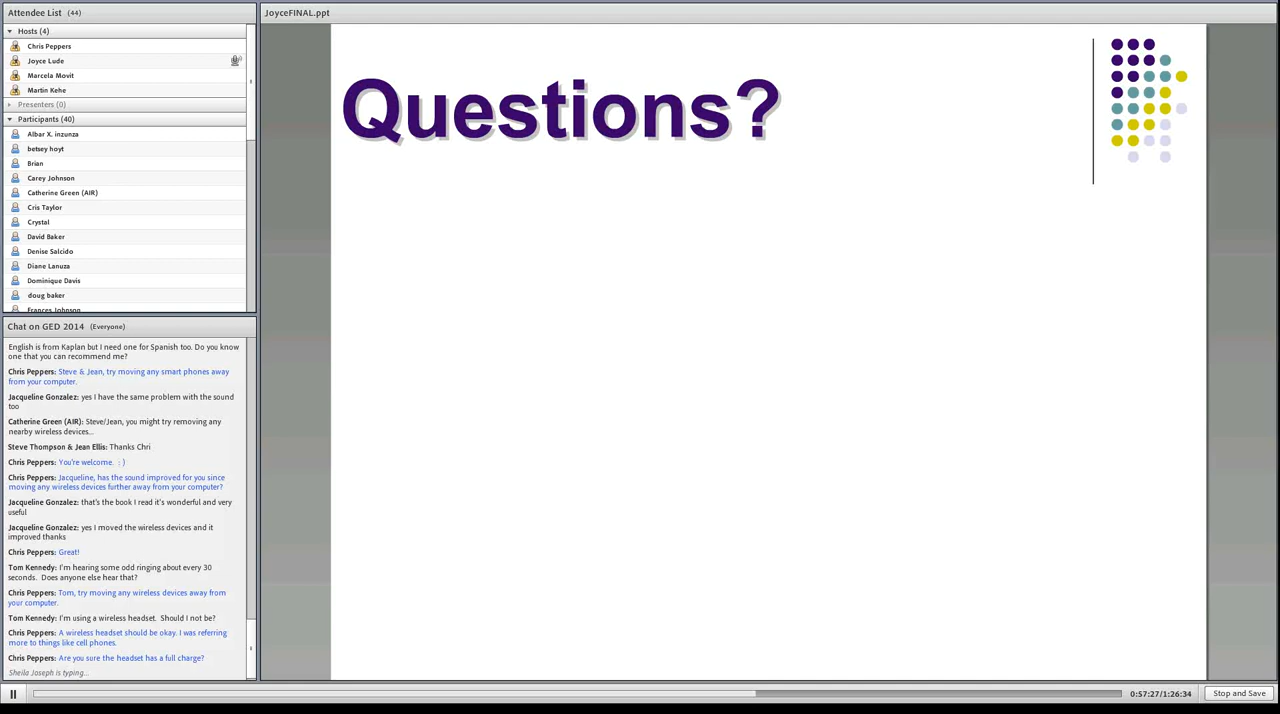 Attendee List (44)
Hosts (4)
Chris Peppers
Joyce Lude
Marcela Movit
Martin Kehe
Presenters (0)
Participants (40)
Albar X. inzunza
betsey hoyt
Brian
Carey Johnson
Catherine Green (AIR)
Cris Taylor
Crystal
David Baker
Denise Salcido
Diane Lanuza
Dominique Davis
doug baker
Frances Johnson
Chat on GED 2014 (Everyone)
English is from Kaplan but I need one for Spanish too. Do you know
one that you can recommend me?
Chris Peppers: Steve & Jean, try moving any smart phones away
from your computer.
Jacqueline Gonzalez: yes I have the same problem with the sound
too
Catherine Green (AIR): Steve/Jean, you might try removing any
nearby wireless devices...
Steve Thompson & Jean Ellis: Thanks Chri
Chris Peppers: You're welcome. : )
Chris Peppers: Jacqueline, has the sound improved for you since
moving any wireless devices further away from your computer?
Jacqueline Gonzalez: that's the book I read it's wonderful and very
useful
Jacqueline Gonzalez: yes I moved the wireless devices and it
improved thanks
Chris Peppers: Great!
Tom Kennedy: I'm hearing some odd ringing about every 30
seconds. Does anyone else hear that?
Chris Peppers: Tom, try moving any wireless devices away from
your computer.
Tom Kennedy: I'm using a wireless headset. Should I not be?
Chris Peppers: A wireless headset should be okay. I was referring
more to things like cell phones.
Chris Peppers: Are you sure the headset has a full charge?
Sheila Joseph is typing...
JoyceFINAL.ppt
Questions?
0:57:27/1:26:34
Stop and Save